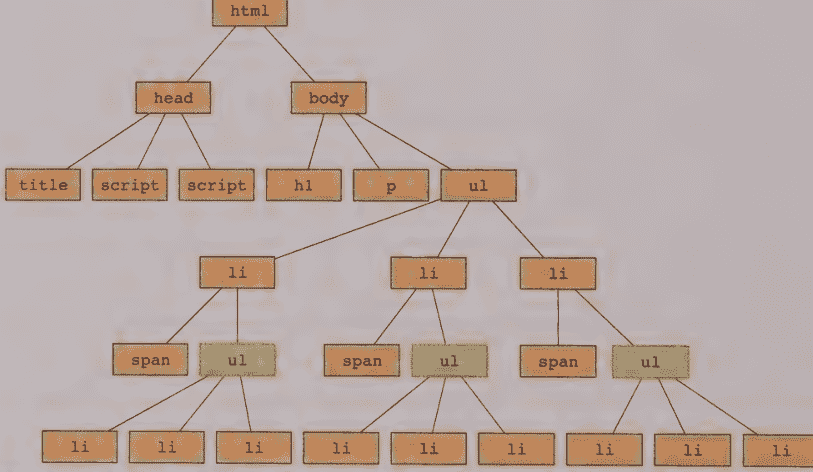 html
head body
title script script h1 p ul
li li li
span ul span ul span ul
li li li li li li li li li